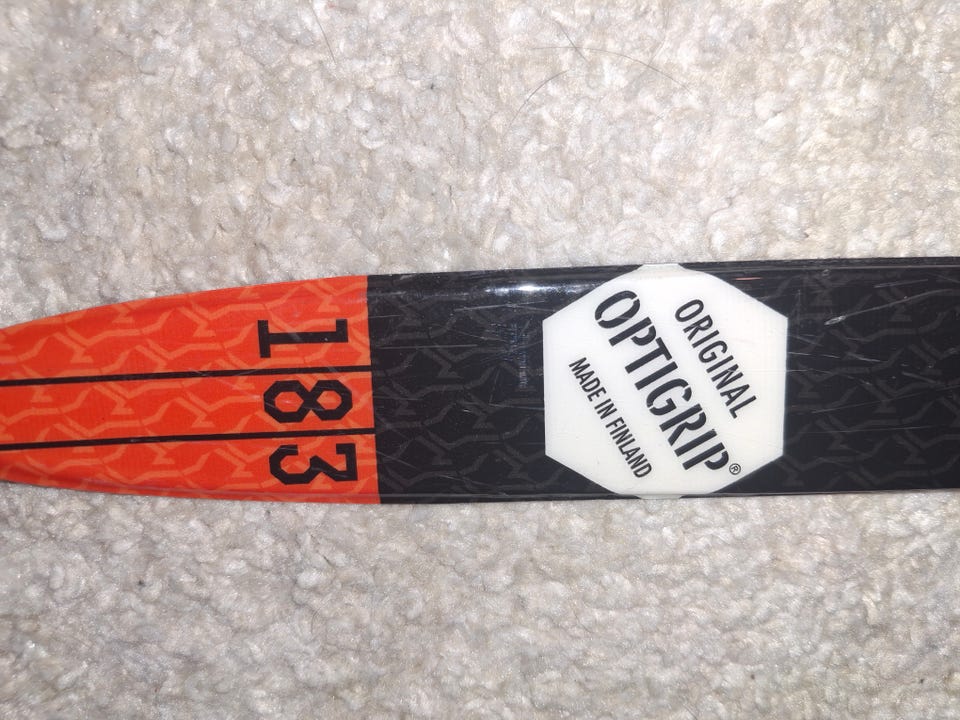 183
ORIGINAL
OPTIGRIP®
MADE IN FINLAND